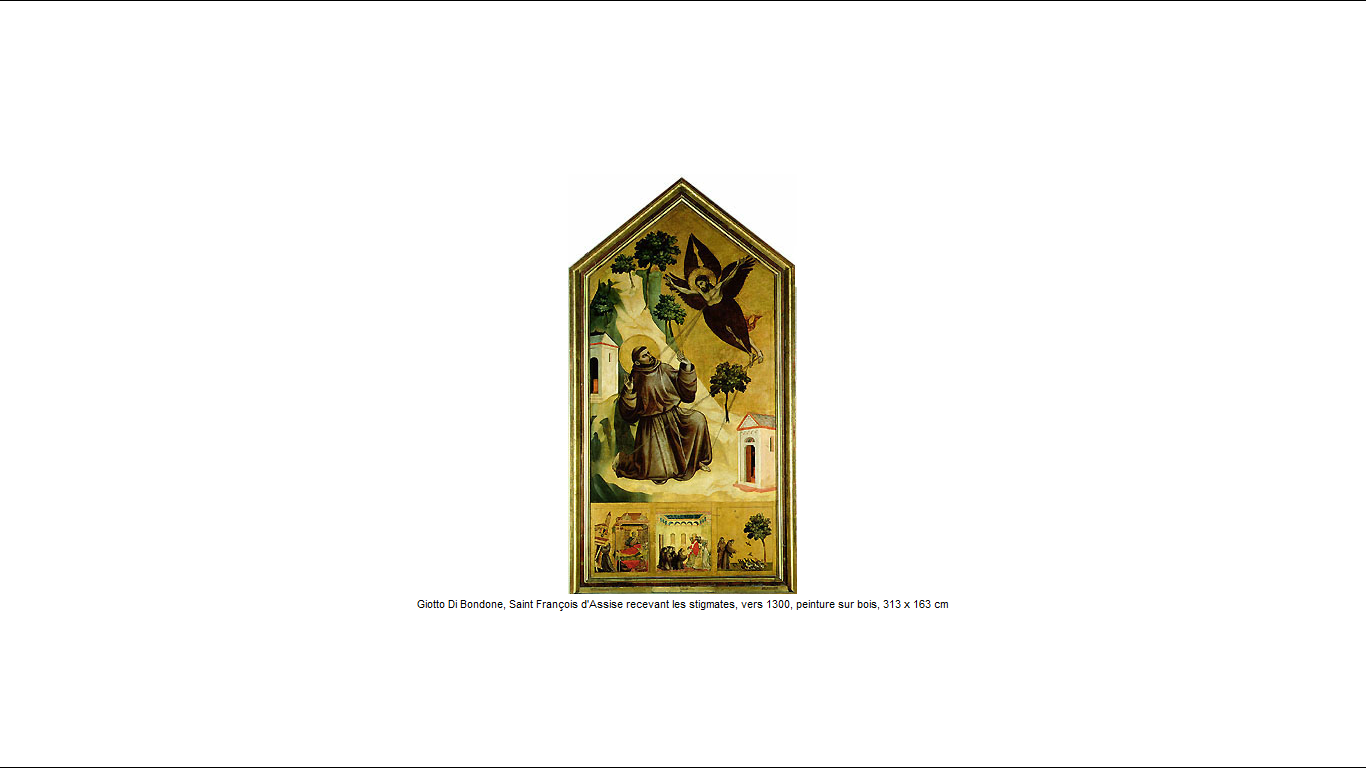 Giotto Di Bondone, Saint François d'Assise recevant les stigmates, vers 1300, peinture sur bois, 313 x 163 cm